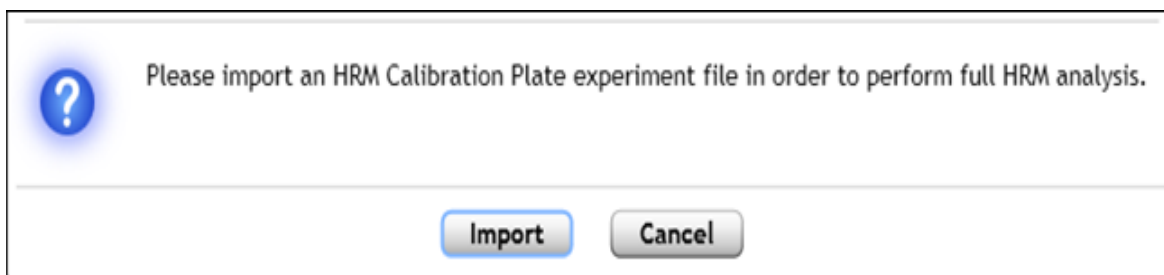 Please import an HRM Calibration Plate experiment file in order to perform full HRM analysis.
Import Cancel